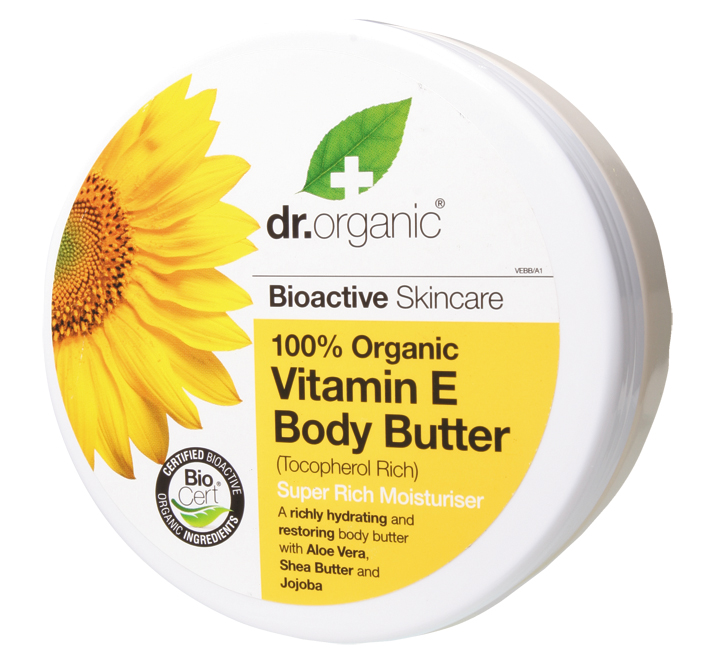 dr.organic®
VEBB/A1
Bioactive Skincare
100% Organic
Vitamin E
Body Butter
(Tocopherol Rich)
Super Rich Moisturiser
A richly hydrating and
restoring body butter
with Aloe Vera,
Shea Butter and
Jojoba
CERTIFIED BIOACTIVE
Bio
Cert®
ORGANIC INGREDIENTS